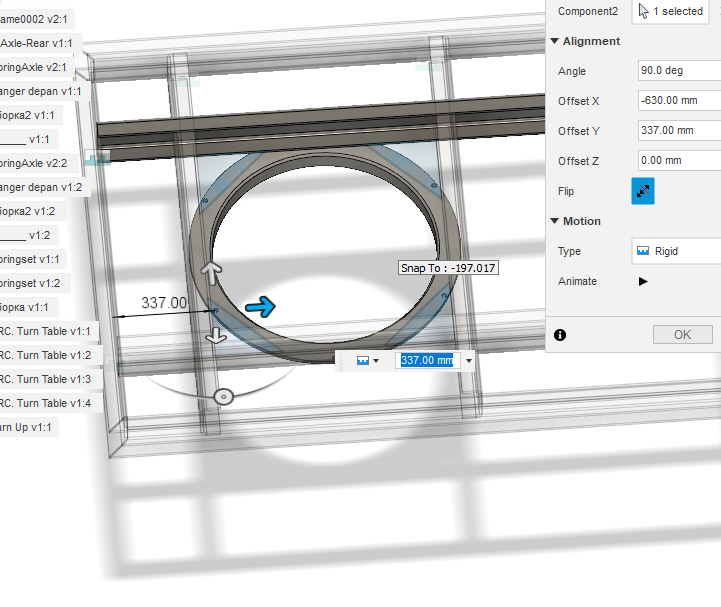 ame0002 v2:1
Axle-Rear v1:1
pringAxle v2:1
anger depan v1:1
борка2 v1:1
____ v1:1
pringAxle v2:2
anger depan v1:2
борка2 v1:2
____ v1:2
pringset v1:1
pringset v1:2
борка v1:1
RC. Turn Table v1:1
RC. Turn Table v1:2
RC. Turn Table v1:3
RC. Turn Table v1:4
urn Up v1:1
337.00
Snap To : -197.017
337.00 mm
Component2 1 selected
Alignment
Angle 90.0 deg
Offset X -630.00 mm
Offset Y 337.00 mm
Offset Z 0.00 mm
Flip
Motion
Type Rigid
Animate
OK